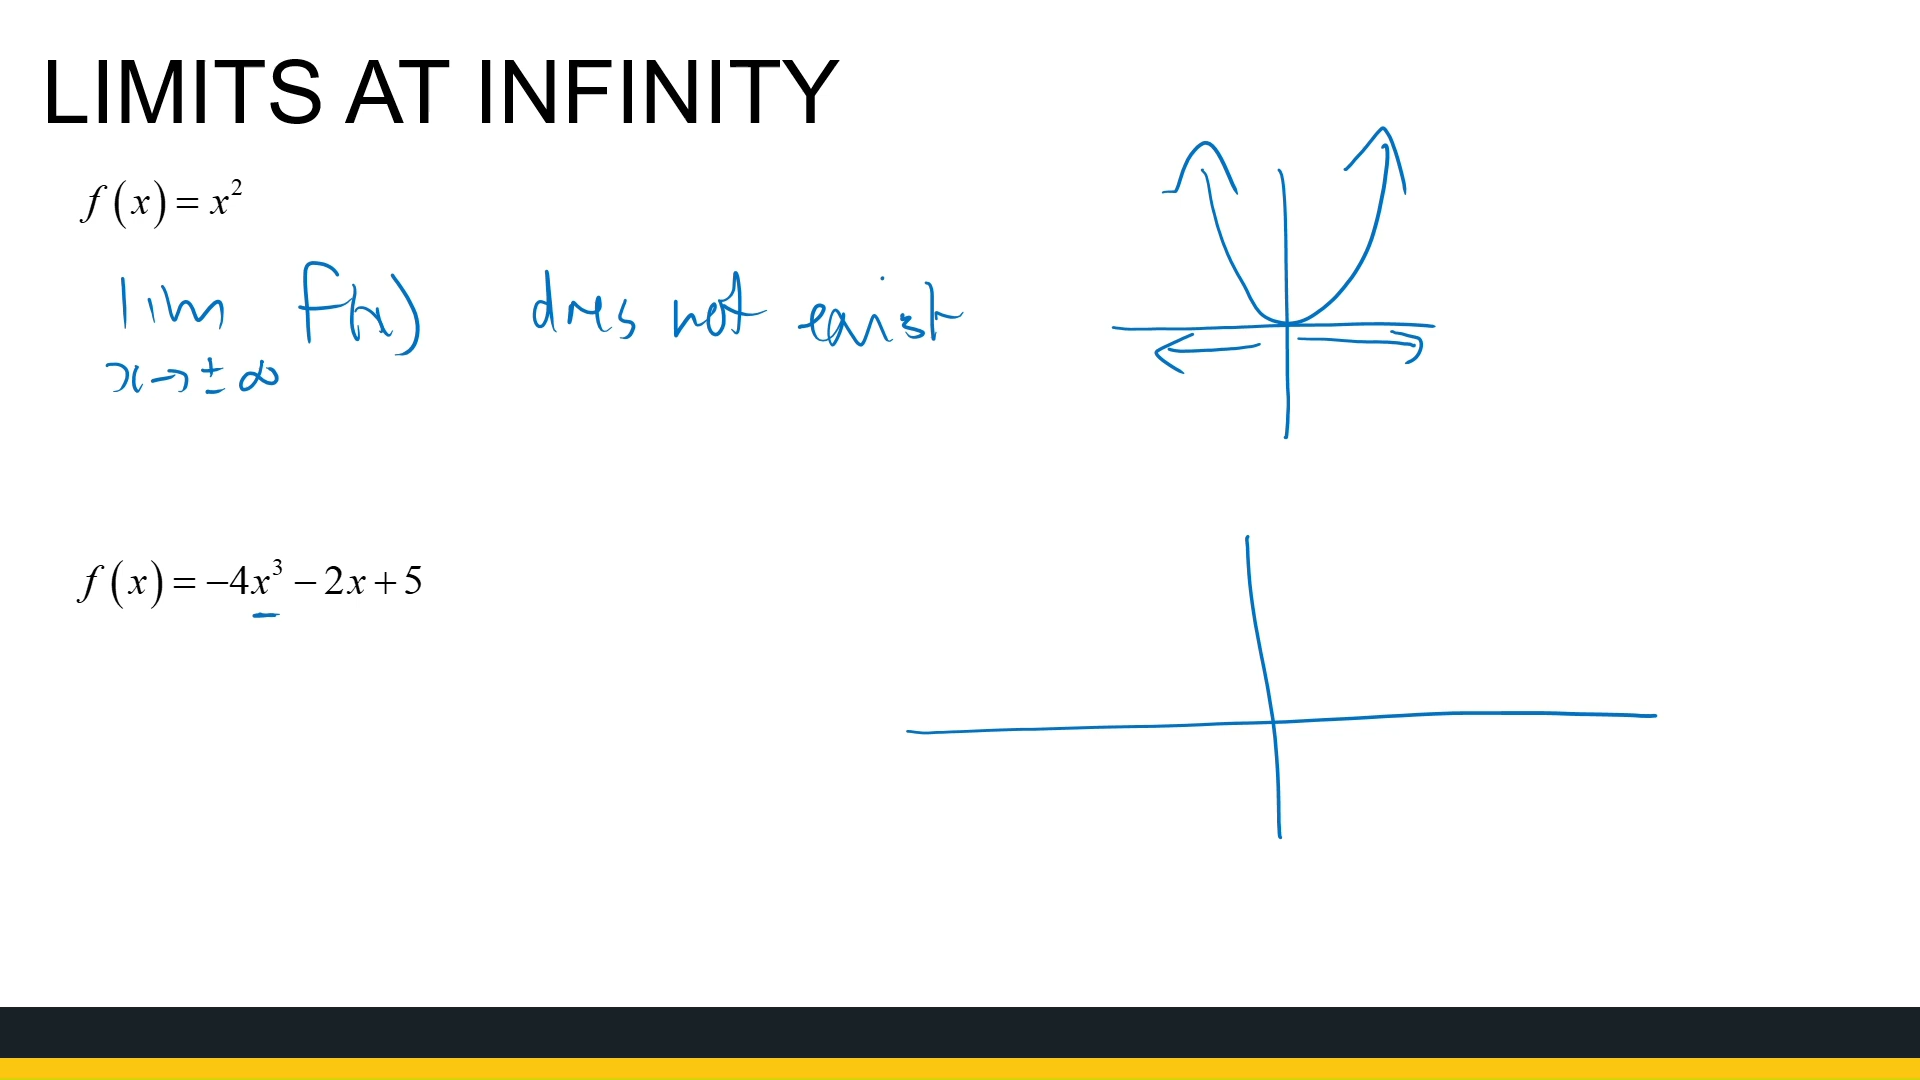 LIMITS AT INFINITY
f(x) = x²
lim f(x) does not exist
x→±∞
f(x) = −4x³ − 2x + 5